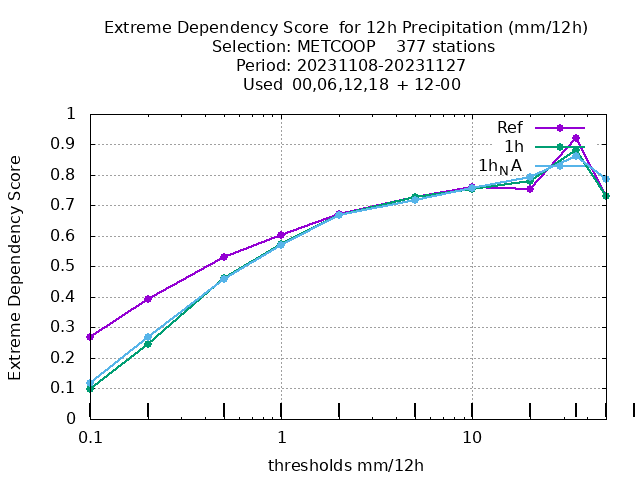 Extreme Dependency Score  for 12h Precipitation (mm/12h)
Selection: METCOOP    377 stations
Period: 20231108-20231127
Used  00,06,12,18  + 12-00
Extreme Dependency Score
1
0.9
0.8
0.7
0.6
0.5
0.4
0.3
0.2
0.1
0
Ref
1h
1hNA
0.1
1
10
thresholds mm/12h